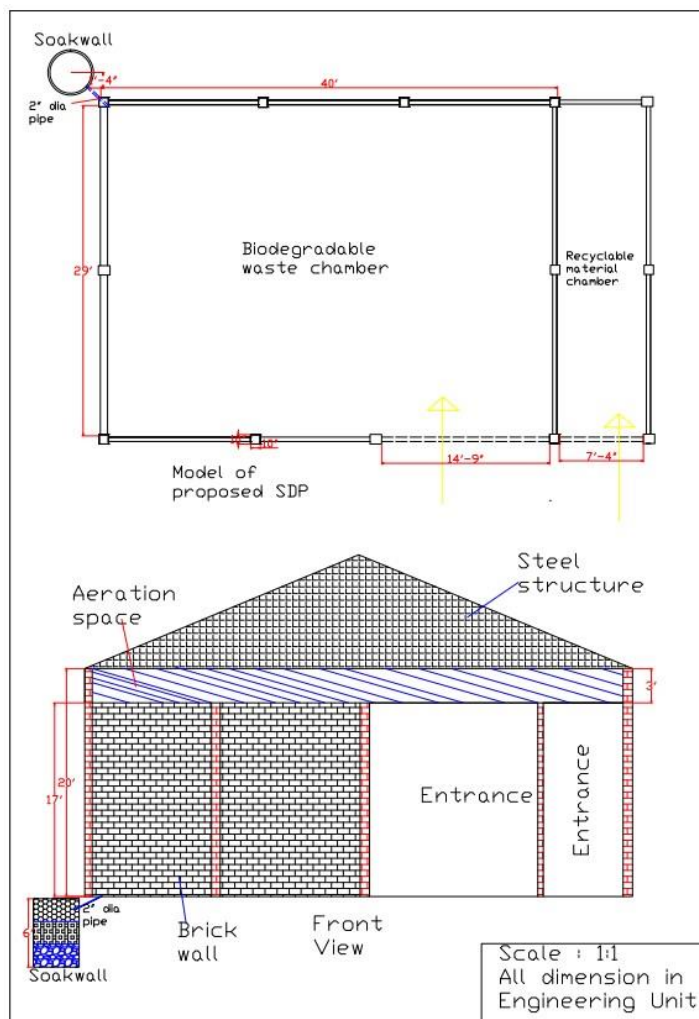 Soakwall
40'
2" dia
pipe
29'
Biodegradable
waste chamber
Recyclable
material
chamber
10"
14'-9"
7'-4"
Model of
proposed SDP
Steel
structure
Aeration
space
20'
17'
Entrance
Entrance
2" dia
pipe
6'
Soakwall
Brick
wall
Front
View
Scale : 1:1
All dimension in
Engineering Unit